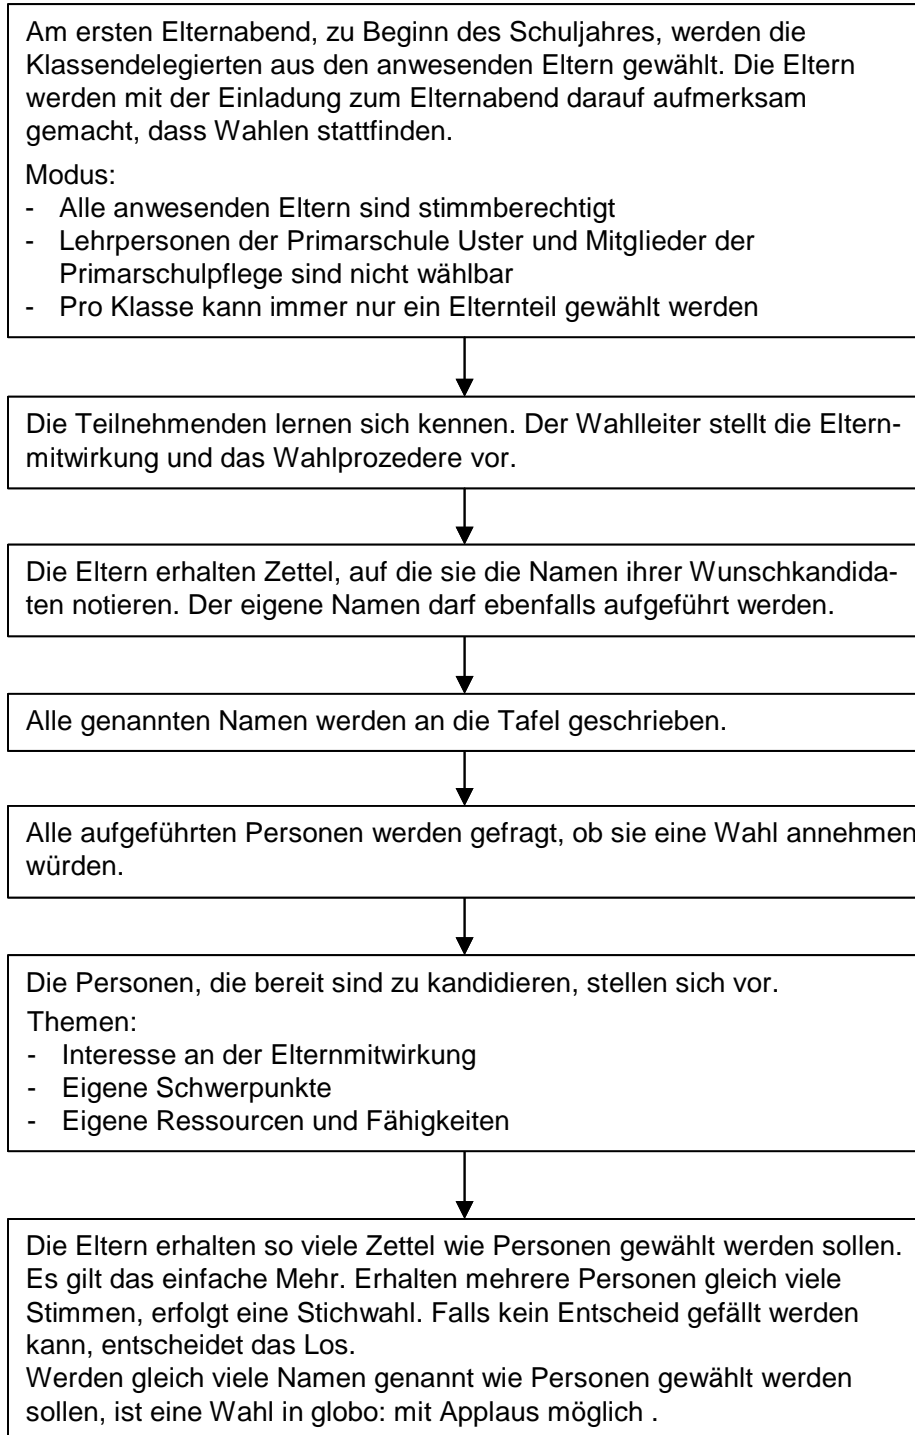 Am ersten Elternabend, zu Beginn des Schuljahres, werden die
Klassendelegierten aus den anwesenden Eltern gewählt. Die Eltern
werden mit der Einladung zum Elternabend darauf aufmerksam
gemacht, dass Wahlen stattfinden.
Modus:
- Alle anwesenden Eltern sind stimmberechtigt
- Lehrpersonen der Primarschule Uster und Mitglieder der
Primarschulpflege sind nicht wählbar
- Pro Klasse kann immer nur ein Elternteil gewählt werden
Die Teilnehmenden lernen sich kennen. Der Wahlleiter stellt die Eltern-
mitwirkung und das Wahlprozedere vor.
Die Eltern erhalten Zettel, auf die sie die Namen ihrer Wunschkandida-
ten notieren. Der eigene Namen darf ebenfalls aufgeführt werden.
Alle genannten Namen werden an die Tafel geschrieben.
Alle aufgeführten Personen werden gefragt, ob sie eine Wahl annehmen
würden.
Die Personen, die bereit sind zu kandidieren, stellen sich vor.
Themen:
- Interesse an der Elternmitwirkung
- Eigene Schwerpunkte
- Eigene Ressourcen und Fähigkeiten
Die Eltern erhalten so viele Zettel wie Personen gewählt werden sollen.
Es gilt das einfache Mehr. Erhalten mehrere Personen gleich viele
Stimmen, erfolgt eine Stichwahl. Falls kein Entscheid gefällt werden
kann, entscheidet das Los.
Werden gleich viele Namen genannt wie Personen gewählt werden
sollen, ist eine Wahl in globo: mit Applaus möglich .